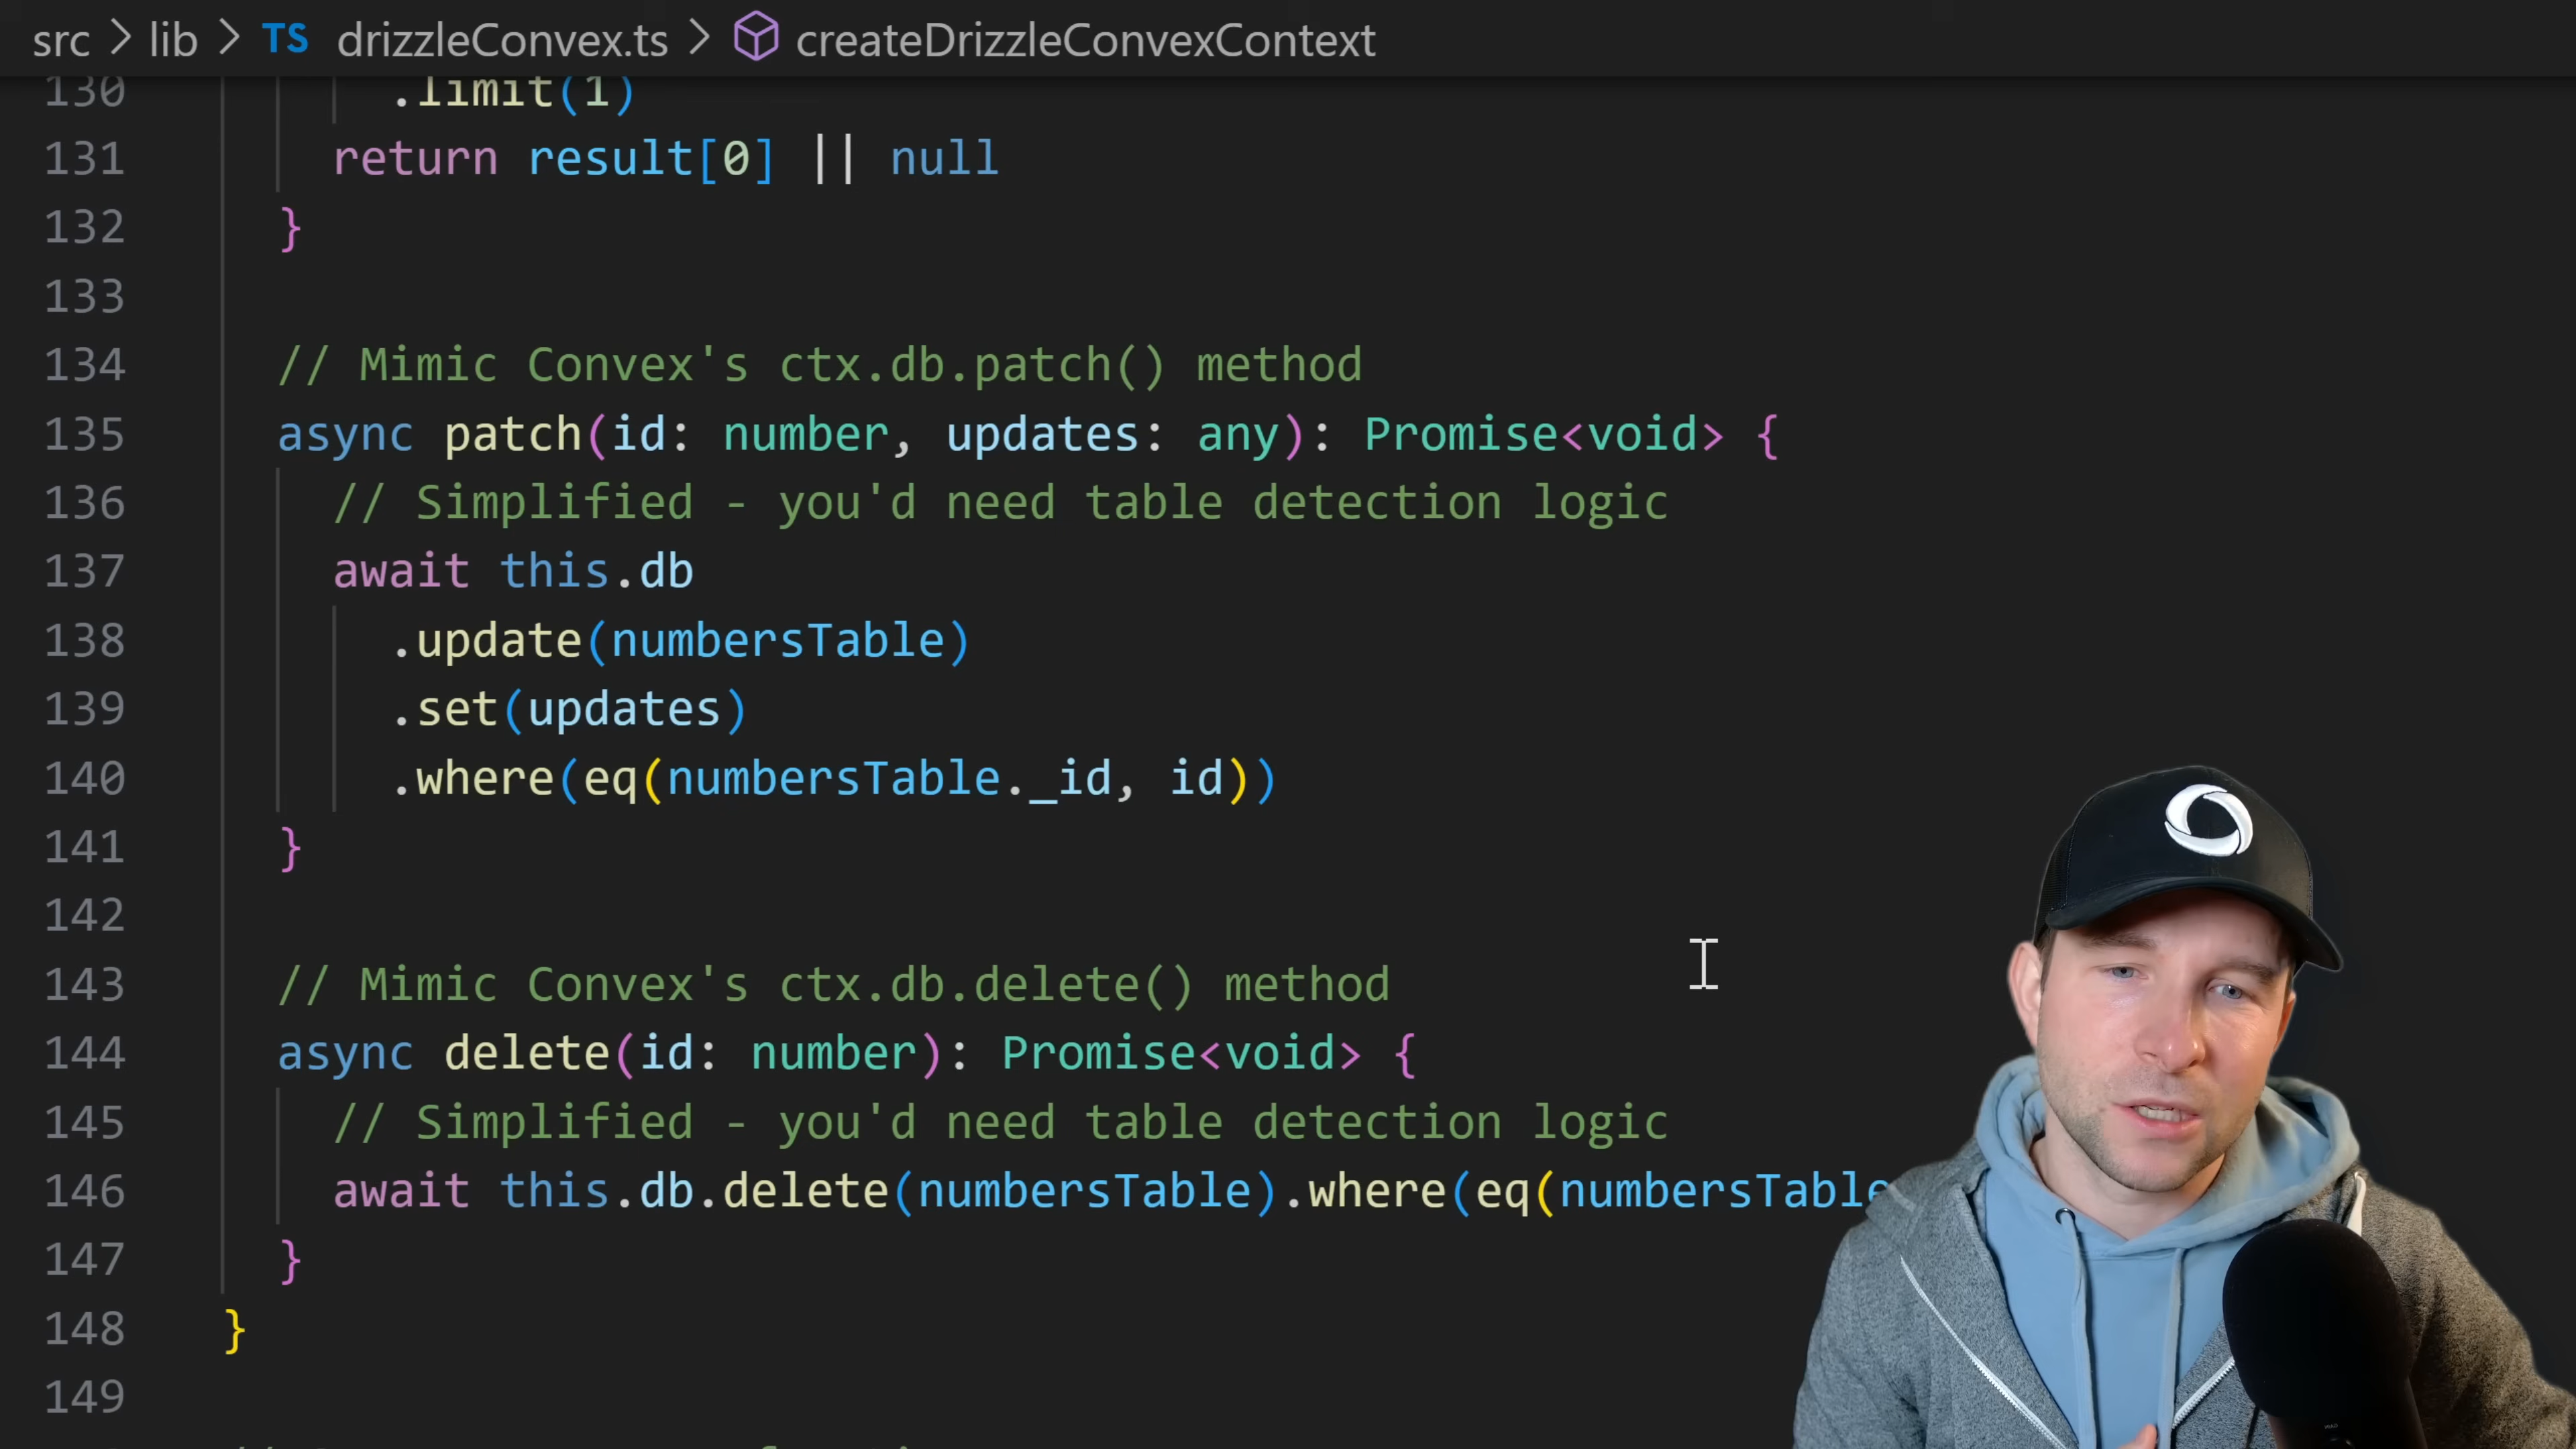 src > lib > TS drizzleConvex.ts > createDrizzleConvexContext
130 .limit(1)
131 return result[0] || null
132 }
133
134 // Mimic Convex's ctx.db.patch() method
135 async patch(id: number, updates: any): Promise<void> {
136 // Simplified - you'd need table detection logic
137 await this.db
138 .update(numbersTable)
139 .set(updates)
140 .where(eq(numbersTable._id, id))
141 }
142
143 // Mimic Convex's ctx.db.delete() method
144 async delete(id: number): Promise<void> {
145 // Simplified - you'd need table detection logic
146 await this.db.delete(numbersTable).where(eq(numbersTable
147 }
148 }
149